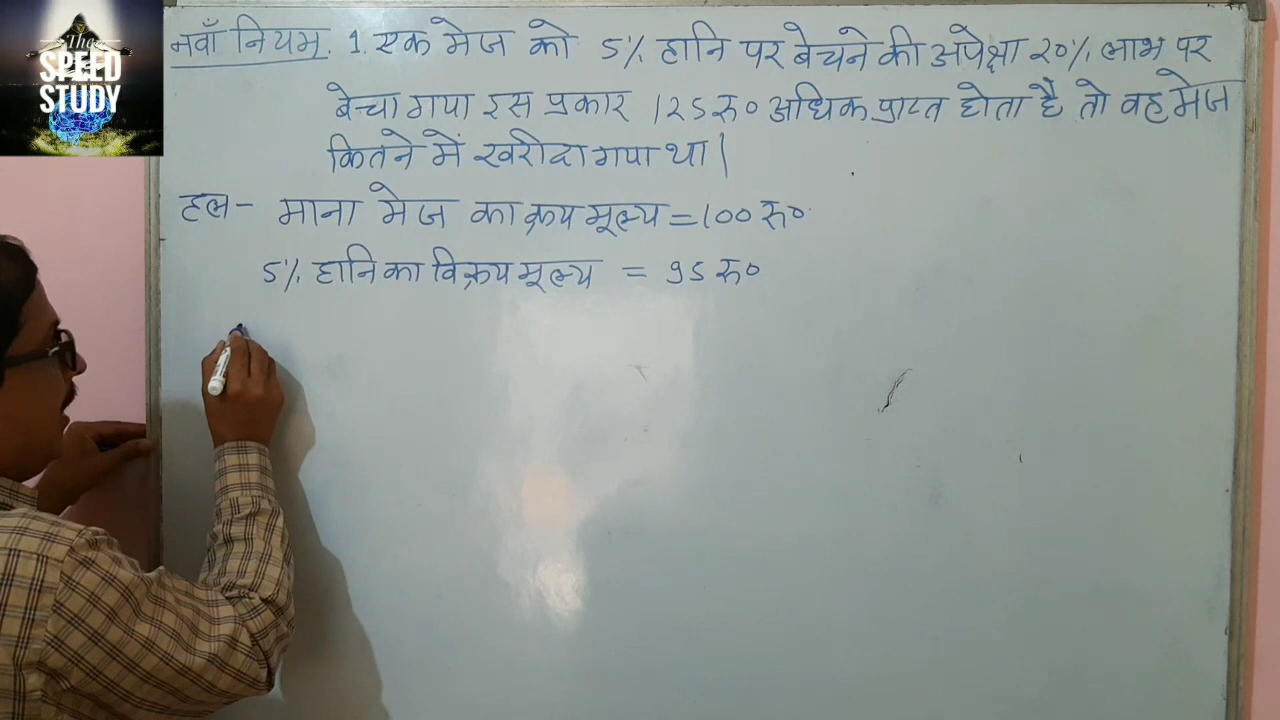 The
SPEED
STUDY
नवाँ नियम. 1. एक मेज को 5% हानि पर बेचने की अपेक्षा २०% लाभ पर
बेचा गया इस प्रकार 125 रु० अधिक प्राप्त होता है तो वह मेज
कितने में खरीदा गया था |
हल- माना मेज का क्रय मूल्य = 100 रु०
5% हानि का विक्रय मूल्य = 95 रु०